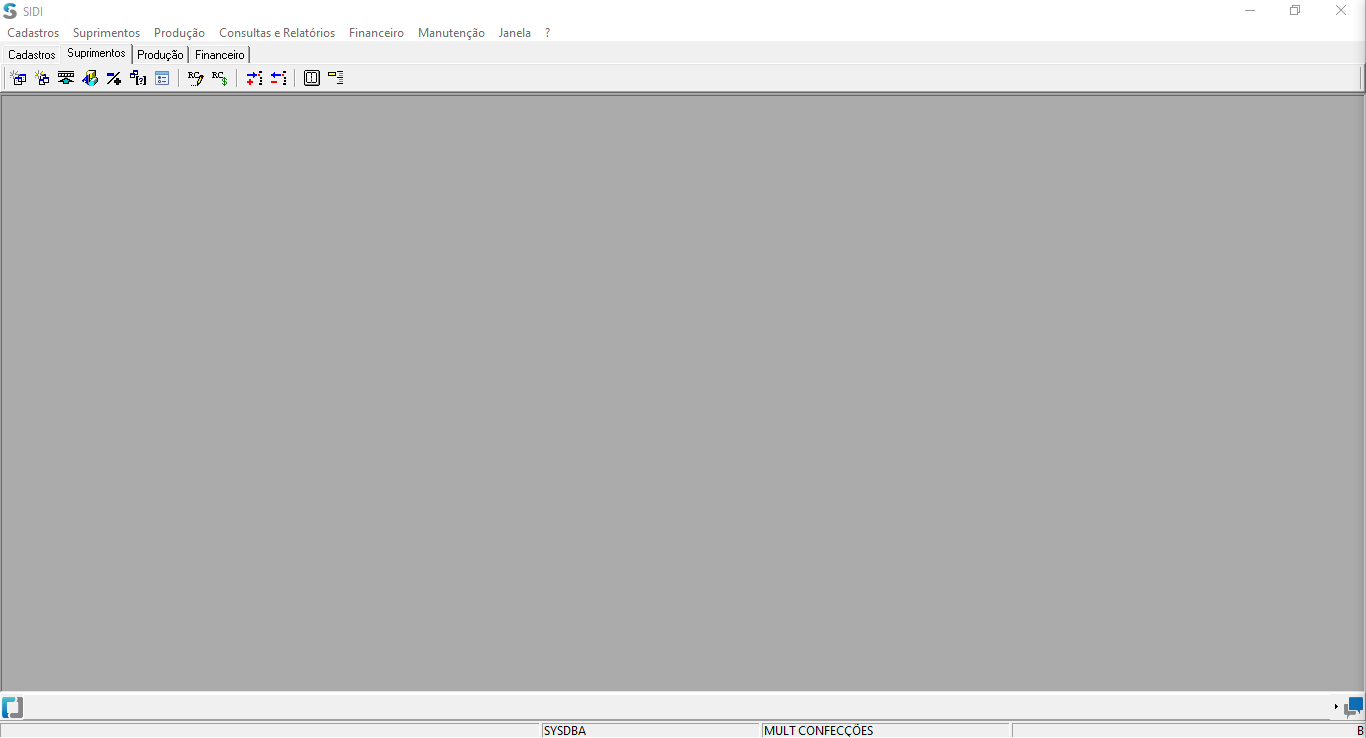 SIDI
Cadastros Suprimentos Produção Consultas e Relatórios Financeiro Manutenção Janela ?
Cadastros Suprimentos Produção Financeiro
RC RC $ [?]
SYSDBA MULT CONFECÇÕES B